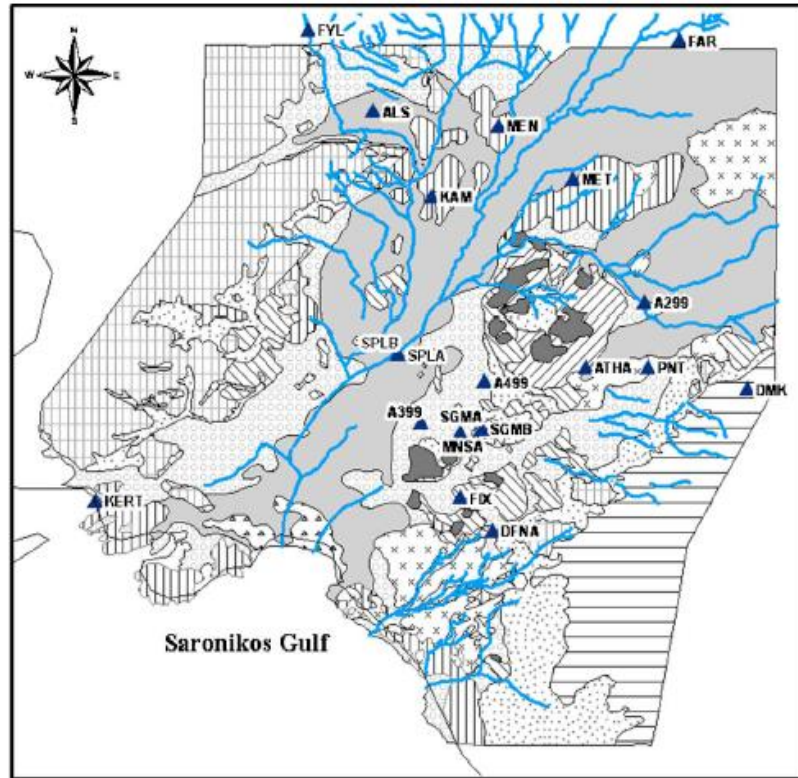 FYL
FAR
N
W E
S
ALS
MEN
MET
KAM
A299
SPLB
SPLA
ATHA
PNT
A499
DMK
A399
SGMA
SGMB
MNSA
KERT
FIX
DFNA
Saronikos Gulf